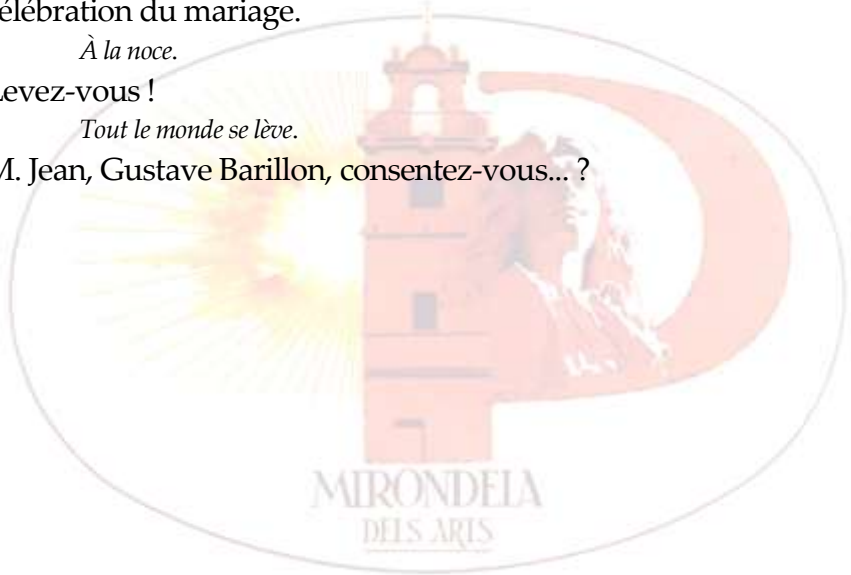 élébration du mariage.
À la noce.
Levez-vous !
Tout le monde se lève.
M. Jean, Gustave Barillon, consentez-vous... ?
MIRONDELA
DELS ARTS